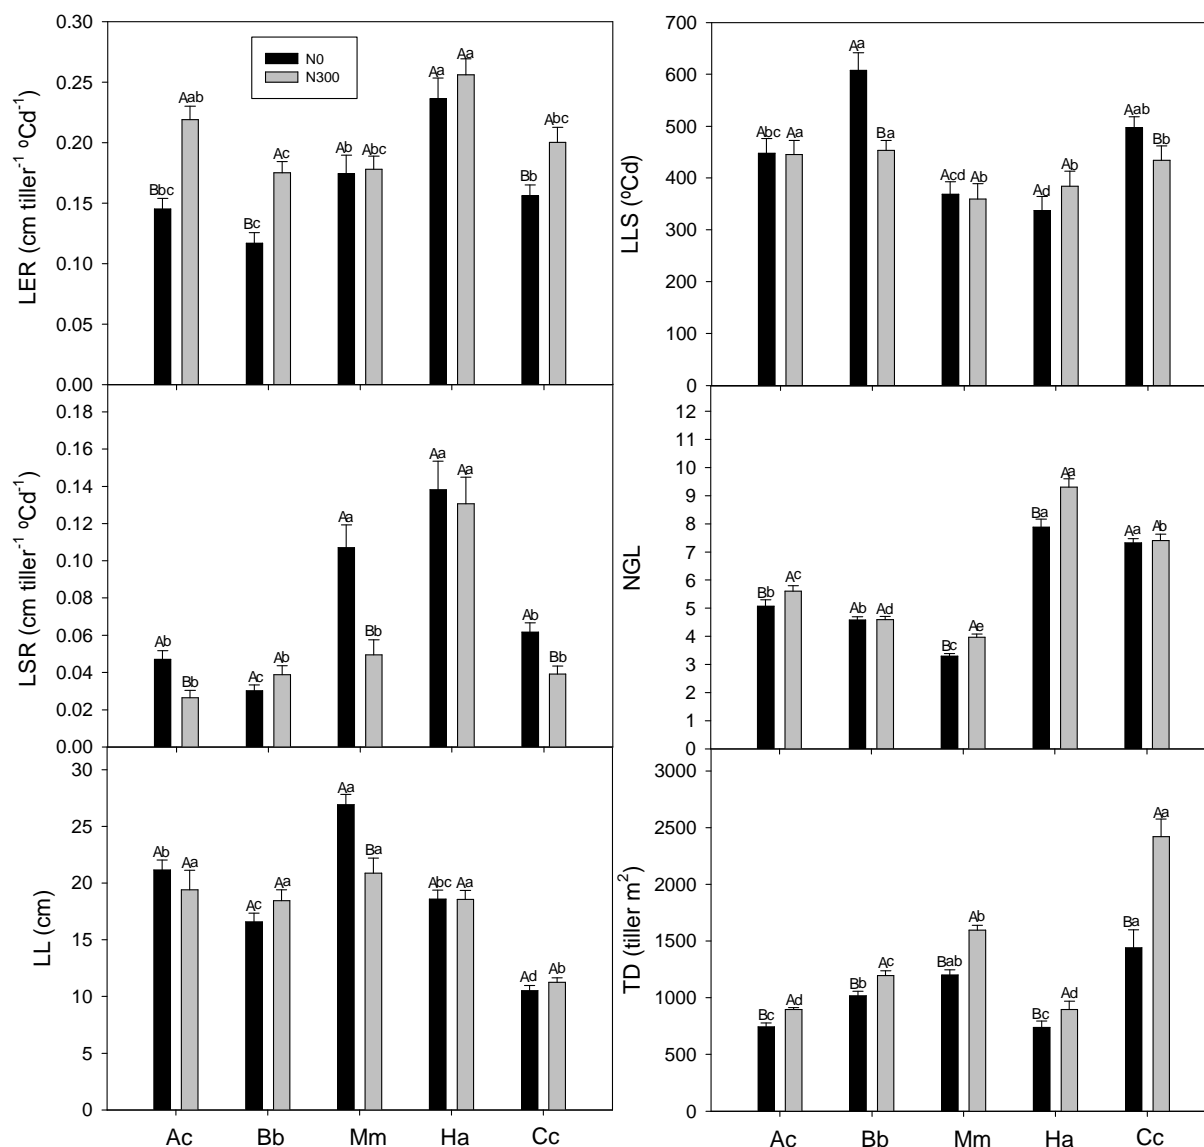 LER (cm tiller⁻¹ ºCd⁻¹)
0.30
0.25
0.20
0.15
0.10
0.05
0.00
N0
N300
Bbc
Aab
Bc
Ac
Ab
Abc
Aa
Aa
Bb
Abc
LLS (ºCd)
700
600
500
400
300
200
100
0
Abc
Aa
Aa
Ba
Acd
Ab
Ad
Ab
Aab
Bb
LSR (cm tiller⁻¹ ºCd⁻¹)
0.18
0.16
0.14
0.12
0.10
0.08
0.06
0.04
0.02
0.00
Ab
Bb
Ac
Ab
Aa
Bb
Aa
Aa
Ab
Bb
NGL
12
11
10
9
8
7
6
5
4
3
2
1
0
Bb
Ac
Ab
Ad
Bc
Ae
Ba
Aa
Aa
Ab
LL (cm)
30
25
20
15
10
5
0
Ab
Aa
Ac
Aa
Aa
Ba
Abc
Aa
Ad
Ab
Ac Bb Mm Ha Cc
TD (tiller m²)
3000
2500
2000
1500
1000
500
0
Bc
Ad
Bb
Ac
Bab
Ab
Bc
Ad
Ba
Aa
Ac Bb Mm Ha Cc